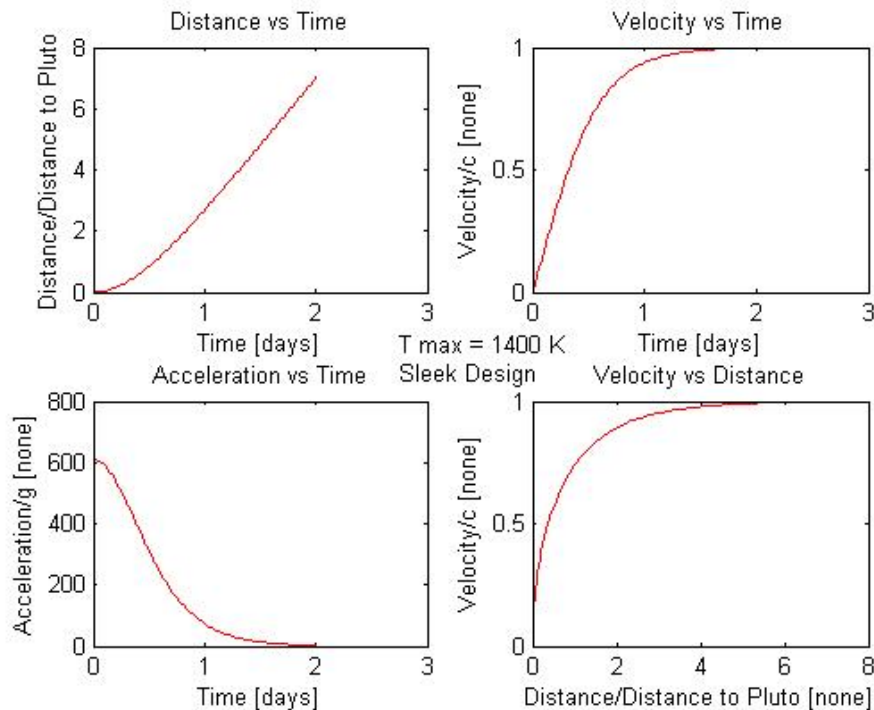 Distance vs Time
Distance/Distance to Pluto
8
6
4
2
0
0 1 2 3
Time [days]
Velocity vs Time
Velocity/c [none]
1
0.5
0
0 1 2 3
Time [days]
T max = 1400 K
Sleek Design
Acceleration vs Time
Acceleration/g [none]
800
600
400
200
0
0 1 2 3
Time [days]
Velocity vs Distance
Velocity/c [none]
1
0.5
0
0 2 4 6 8
Distance/Distance to Pluto [none]